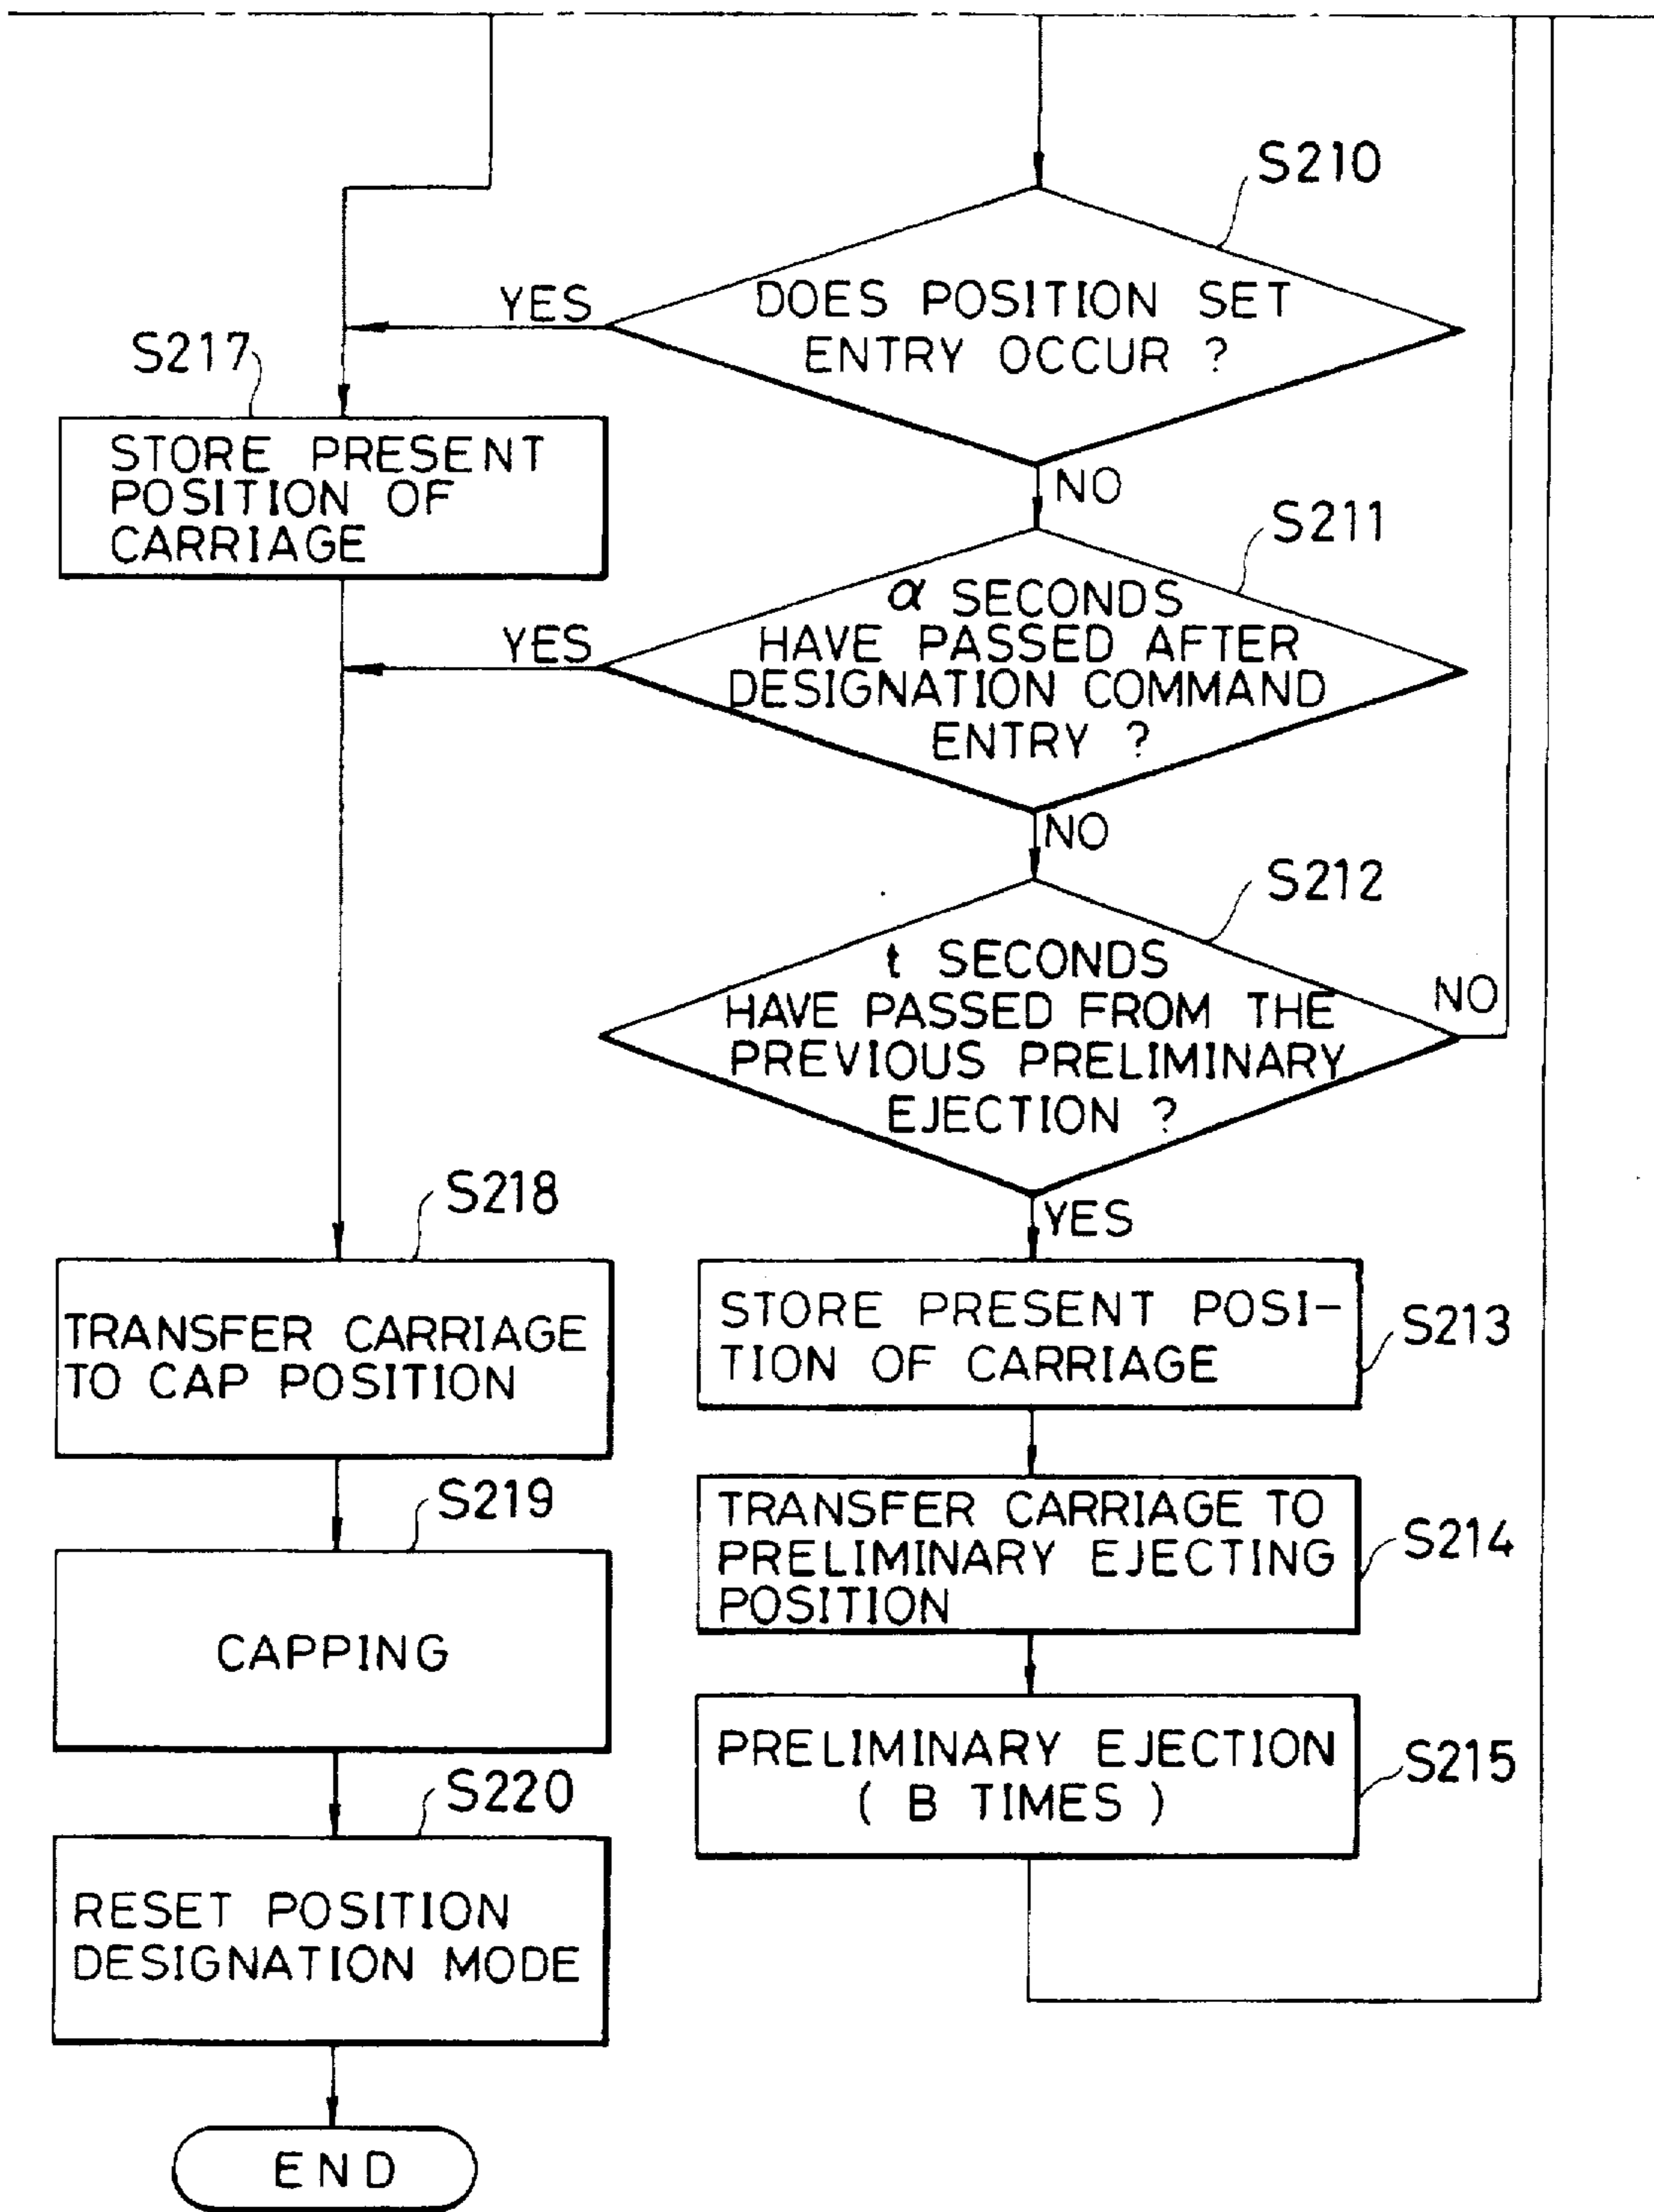 S210
DOES POSITION SET
ENTRY OCCUR ?
YES
NO
S217
STORE PRESENT
POSITION OF
CARRIAGE
S211
α SECONDS
HAVE PASSED AFTER
DESIGNATION COMMAND
ENTRY ?
YES
NO
S212
t SECONDS
HAVE PASSED FROM THE
PREVIOUS PRELIMINARY
EJECTION ?
NO
YES
S218
TRANSFER CARRIAGE
TO CAP POSITION
S213
STORE PRESENT POSI-
TION OF CARRIAGE
S219
CAPPING
S214
TRANSFER CARRIAGE TO
PRELIMINARY EJECTING
POSITION
S215
PRELIMINARY EJECTION
( B TIMES )
S220
RESET POSITION
DESIGNATION MODE
END